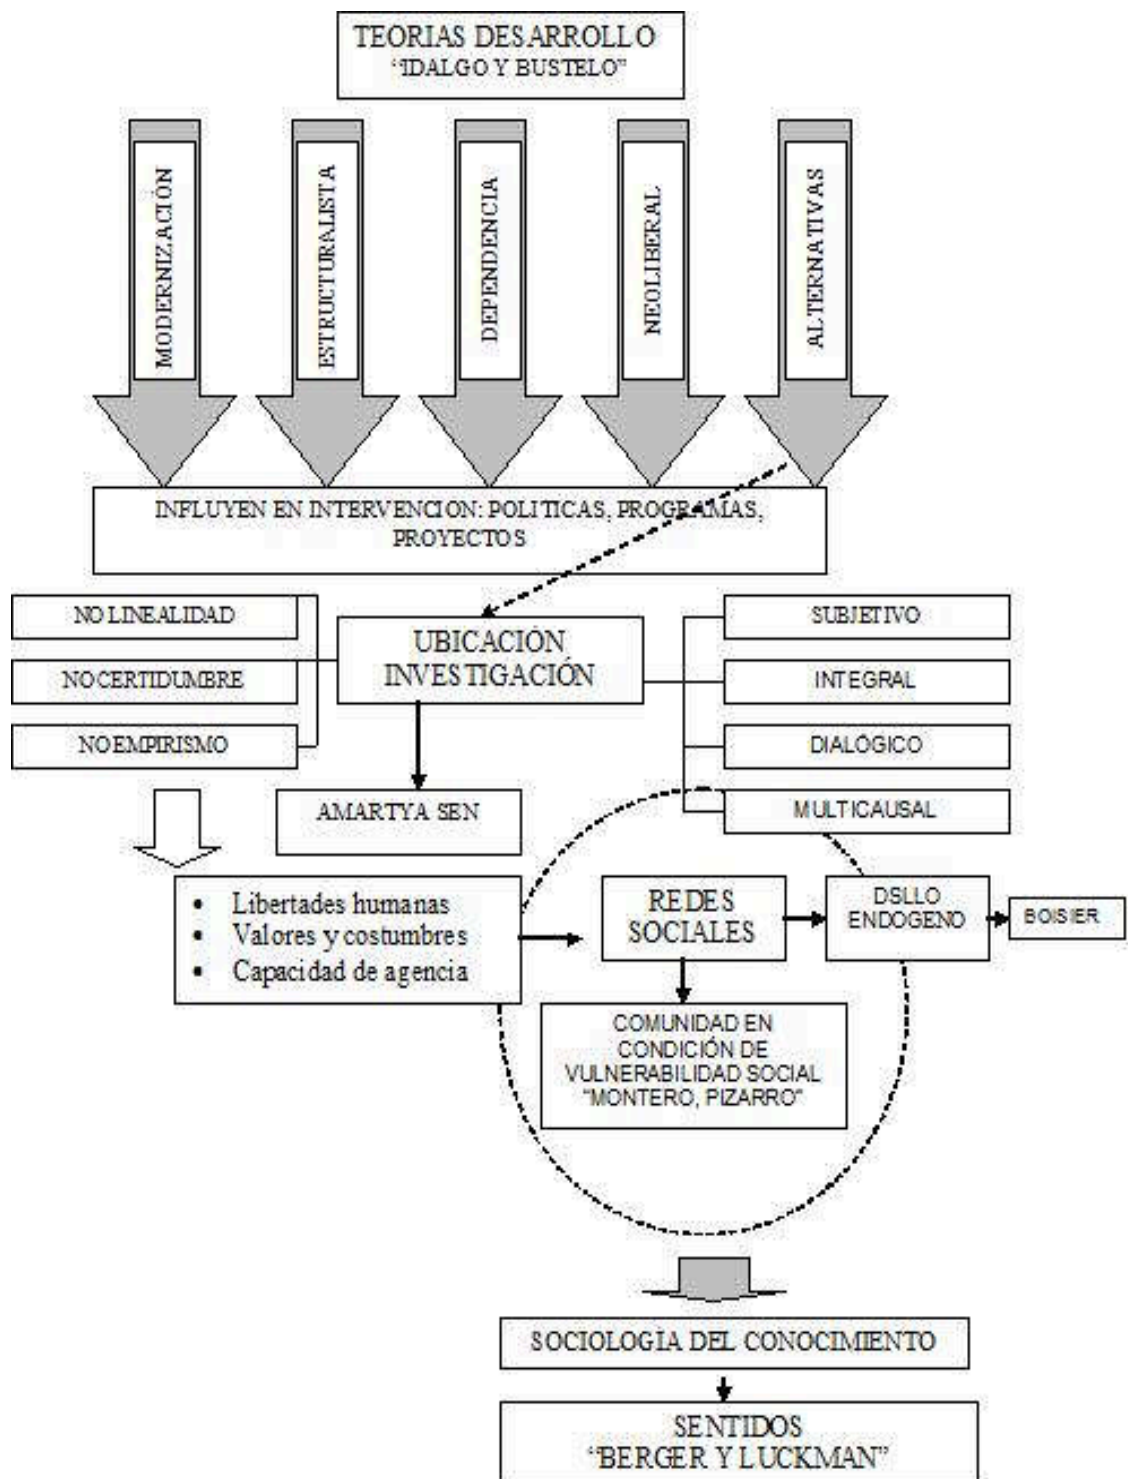 TEORIAS DESARROLLO
“IDALGO Y BUSTELO”
MODERNIZACIÓN
ESTRUCTURALISTA
DEPENDENCIA
NEOLIBERAL
ALTERNATIVAS
INFLUYEN EN INTERVENCION: POLITICAS, PROGRAMAS,
PROYECTOS
NO LINEALIDAD
NO CERTIDUMBRE
NO EMPIRISMO
UBICACIÓN
INVESTIGACIÓN
SUBJETIVO
INTEGRAL
DIALÓGICO
MULTICAUSAL
AMARTYA SEN
• Libertades humanas
• Valores y costumbres
• Capacidad de agencia
REDES
SOCIALES
DSLLO
ENDOGENO
BOISIER
COMUNIDAD EN
CONDICIÓN DE
VULNERABILIDAD SOCIAL
“MONTERO, PIZARRO”
SOCIOLOGÍA DEL CONOCIMIENTO
SENTIDOS
“BERGER Y LUCKMAN”